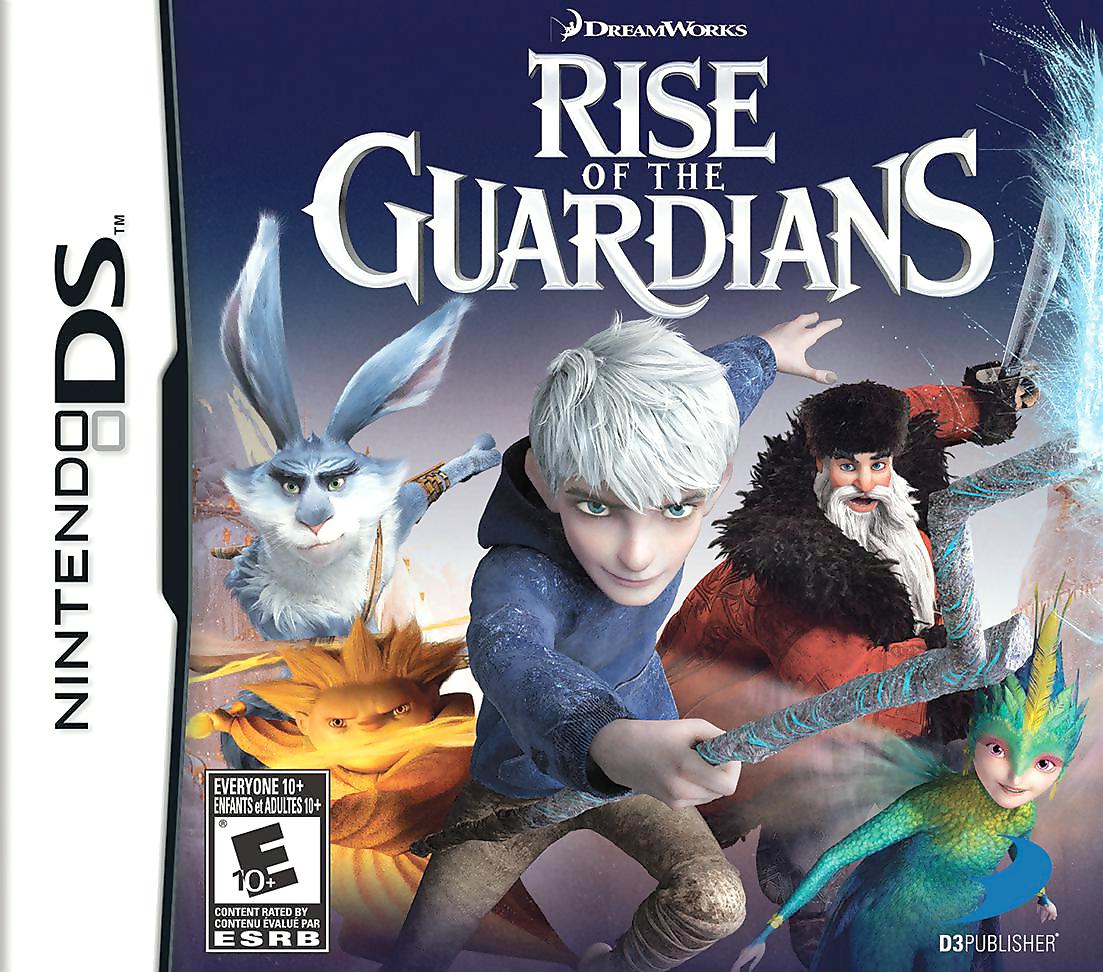 DREAMWORKS
RISE
OF THE
GUARDIANS
NINTENDO DS™
EVERYONE 10+
ENFANTS et ADULTES 10+
®
E
10+
CONTENT RATED BY
CONTENU ÉVALUÉ PAR
ESRB
D3PUBLISHER®